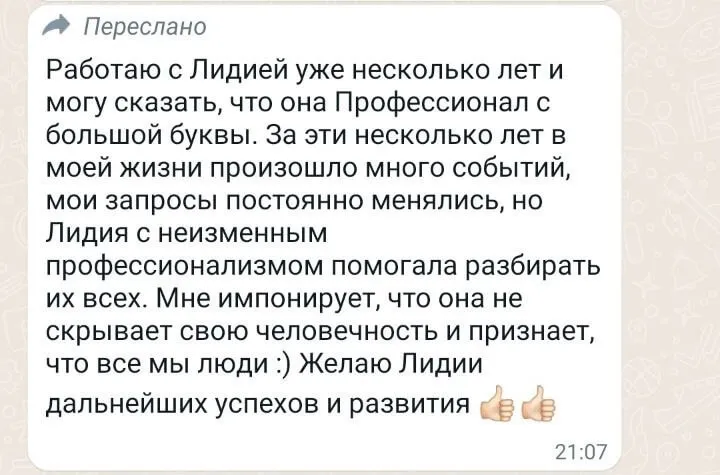 Переслано
Работаю с Лидией уже несколько лет и
могу сказать, что она Профессионал с
большой буквы. За эти несколько лет в
моей жизни произошло много событий,
мои запросы постоянно менялись, но
Лидия с неизменным
профессионализмом помогала разбирать
их всех. Мне импонирует, что она не
скрывает свою человечность и признает,
что все мы люди :) Желаю Лидии
дальнейших успехов и развития 👍🏻👍🏻
21:07